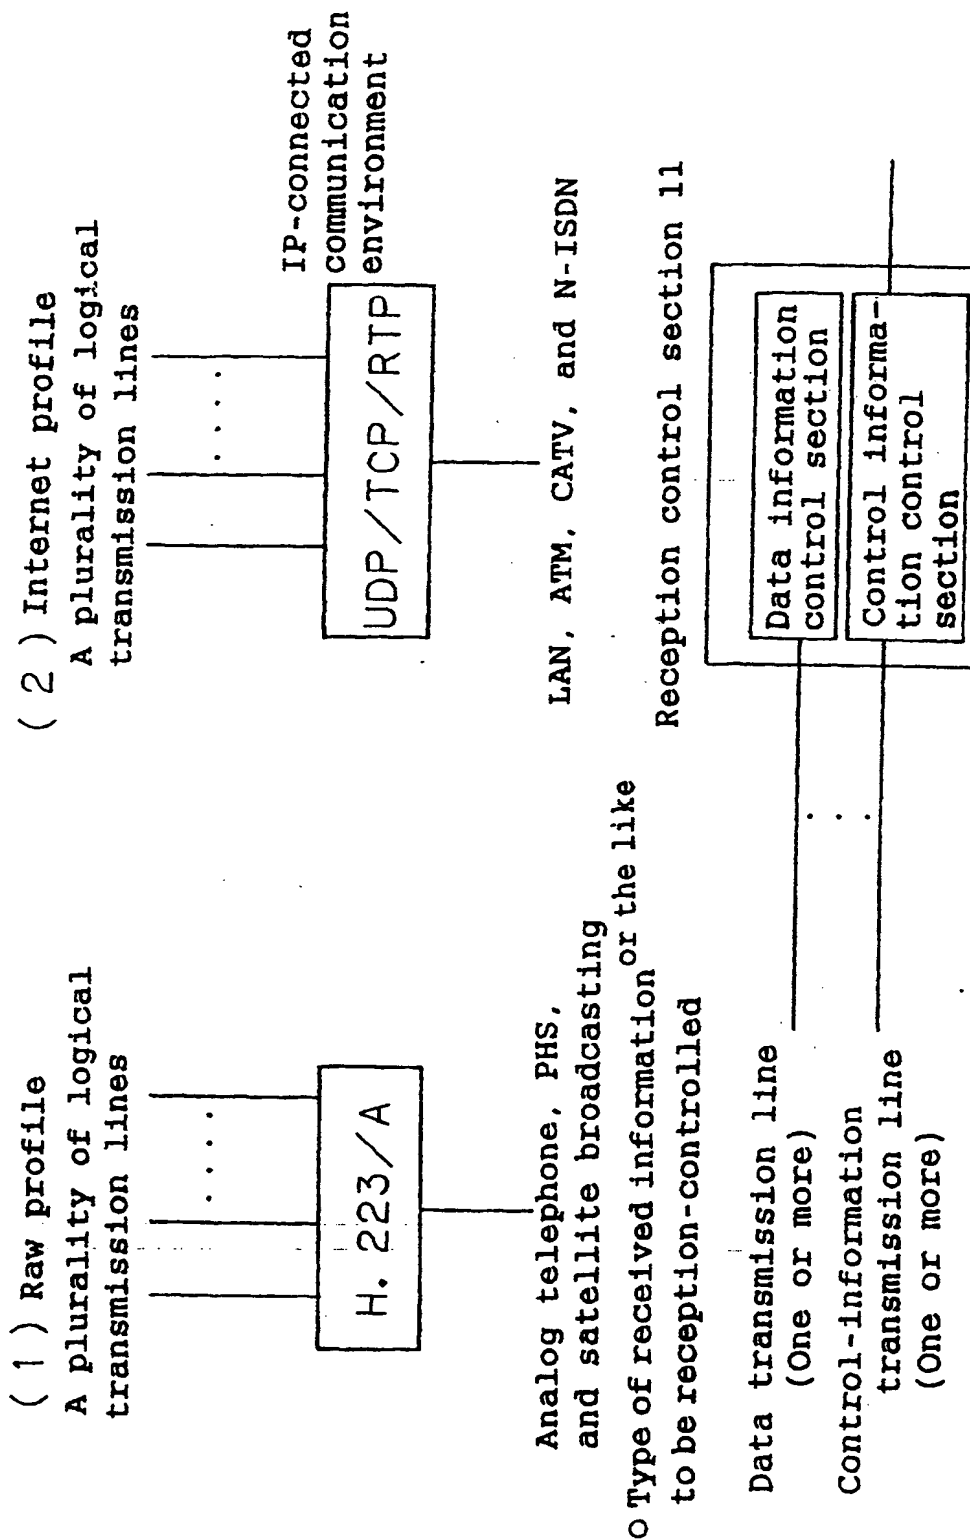 ( 1 ) Raw profile
A plurality of logical
transmission lines
. . . .
H. 223/A
Analog telephone, PHS,
and satellite broadcasting
or the like
( 2 ) Internet profile
A plurality of logical
transmission lines
. . . .
UDP/TCP/RTP
IP-connected
communication
environment
LAN, ATM, CATV, and N-ISDN
o Type of received information
to be reception-controlled
Reception control section 11
Data transmission line
(One or more)
. . .
Control-information
transmission line
(One or more)
Data information
control section
Control informa-
tion control
section